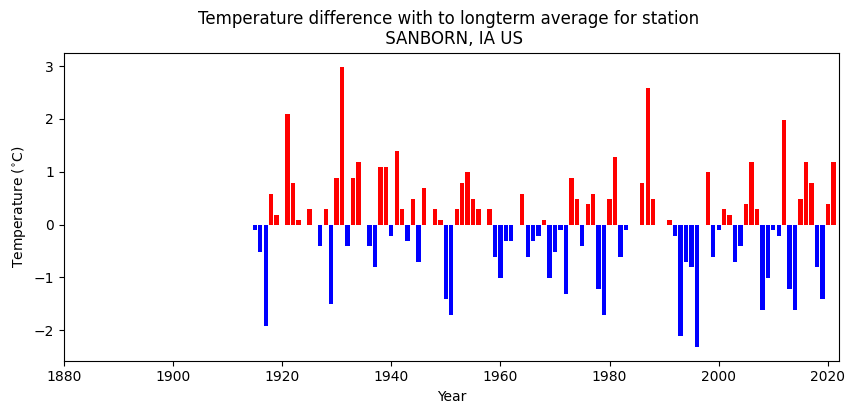 Temperature difference with to longterm average for station
SANBORN, IA US
3
2
1
0
−1
−2
Temperature (°C)
1880 1900 1920 1940 1960 1980 2000 2020
Year